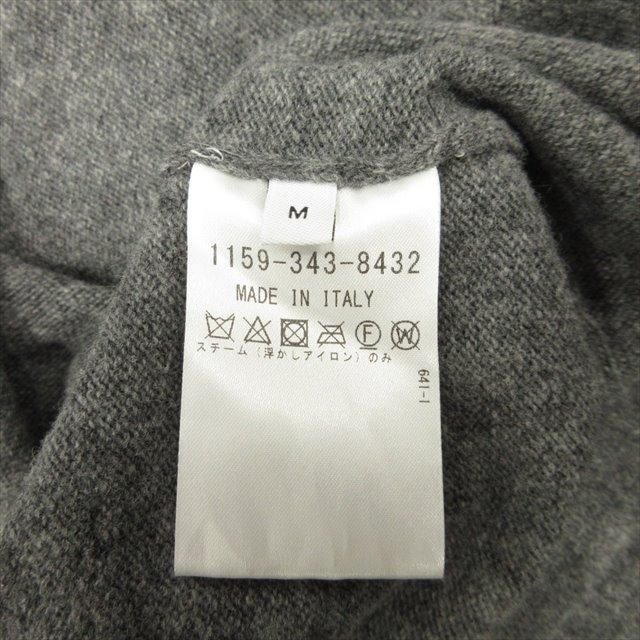 M
1159-343-8432
MADE IN ITALY
F W
スチーム(浮かしアイロン)のみ
641-1